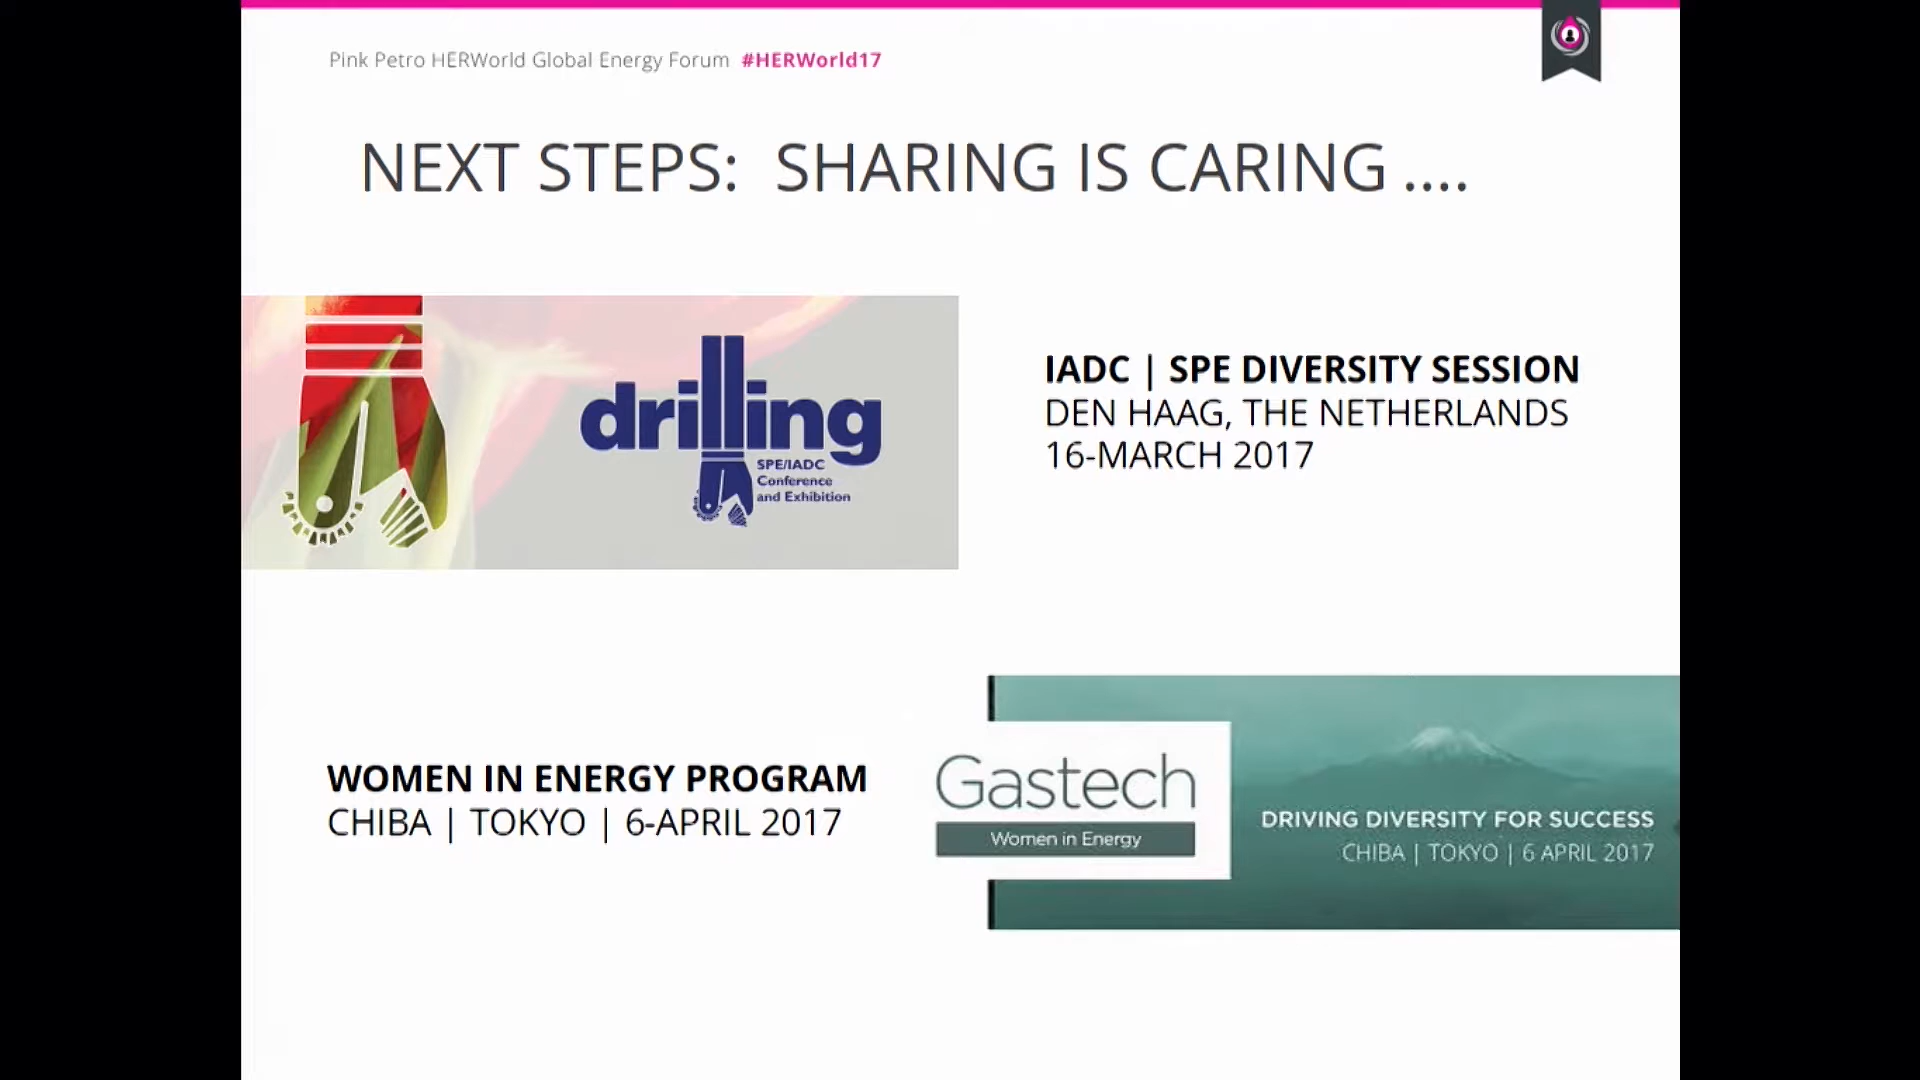 Pink Petro HERWorld Global Energy Forum #HERWorld17
NEXT STEPS: SHARING IS CARING ....
drilling
SPE/IADC
Conference
and Exhibition
IADC | SPE DIVERSITY SESSION
DEN HAAG, THE NETHERLANDS
16-MARCH 2017
WOMEN IN ENERGY PROGRAM
CHIBA | TOKYO | 6-APRIL 2017
Gastech
Women in Energy
DRIVING DIVERSITY FOR SUCCESS
CHIBA | TOKYO | 6 APRIL 2017